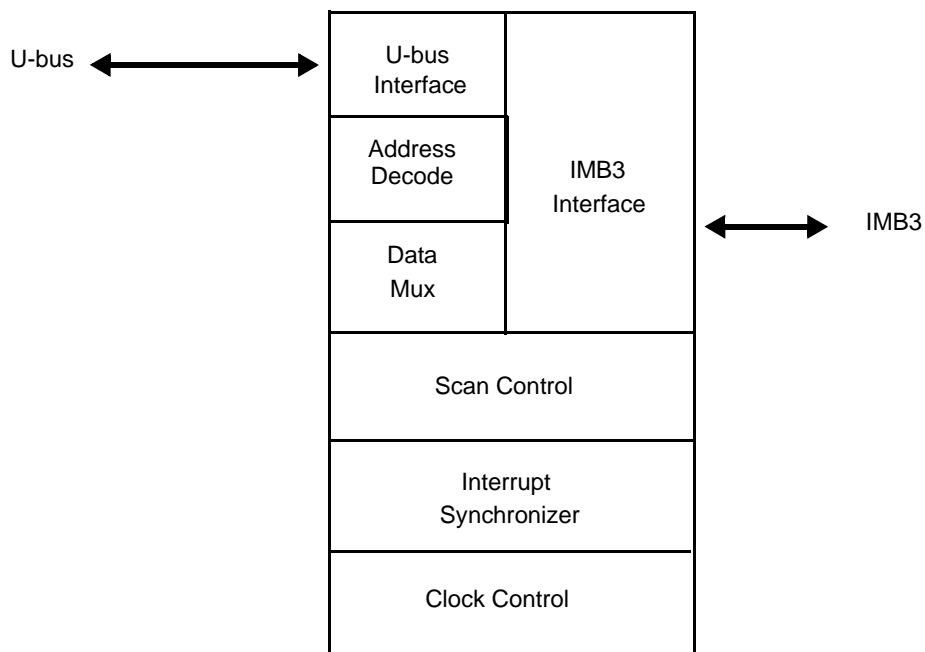 U-bus
U-bus
Interface
Address
Decode
IMB3
Interface
IMB3
Data
Mux
Scan Control
Interrupt
Synchronizer
Clock Control